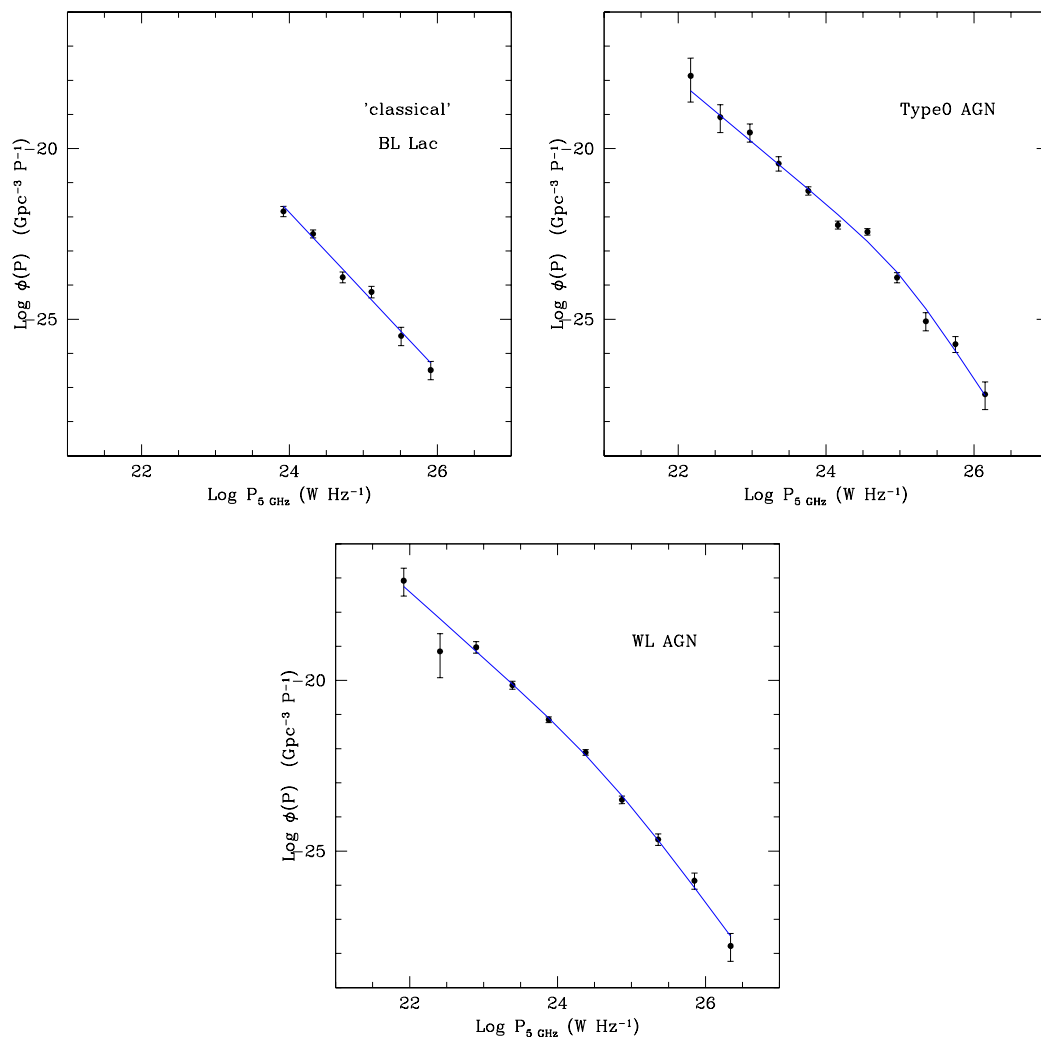 'classical'
BL Lac
−20
−25
Log φ(P) (Gpc⁻³ P⁻¹)
22 24 26
Log P₅ GHz (W Hz⁻¹)
Type0 AGN
−20
−25
Log φ(P) (Gpc⁻³ P⁻¹)
22 24 26
Log P₅ GHz (W Hz⁻¹)
WL AGN
−20
−25
Log φ(P) (Gpc⁻³ P⁻¹)
22 24 26
Log P₅ GHz (W Hz⁻¹)